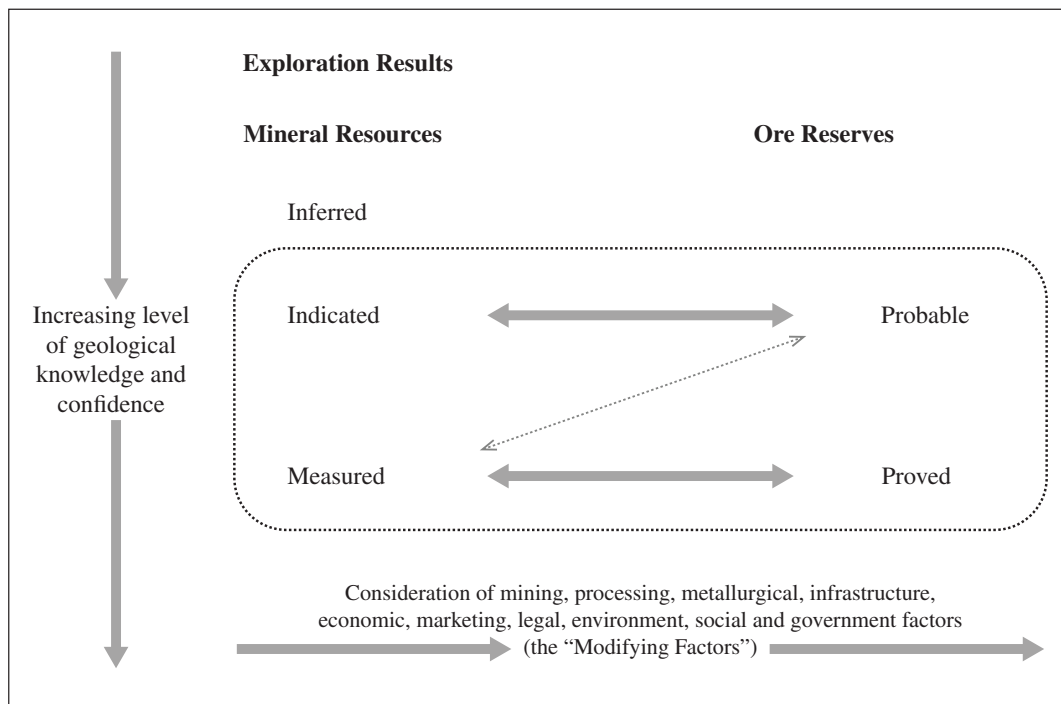 Exploration Results
Mineral Resources
Ore Reserves
Inferred
Indicated
Probable
Increasing level
of geological
knowledge and
confidence
Measured
Proved
Consideration of mining, processing, metallurgical, infrastructure,
economic, marketing, legal, environment, social and government factors
(the “Modifying Factors”)